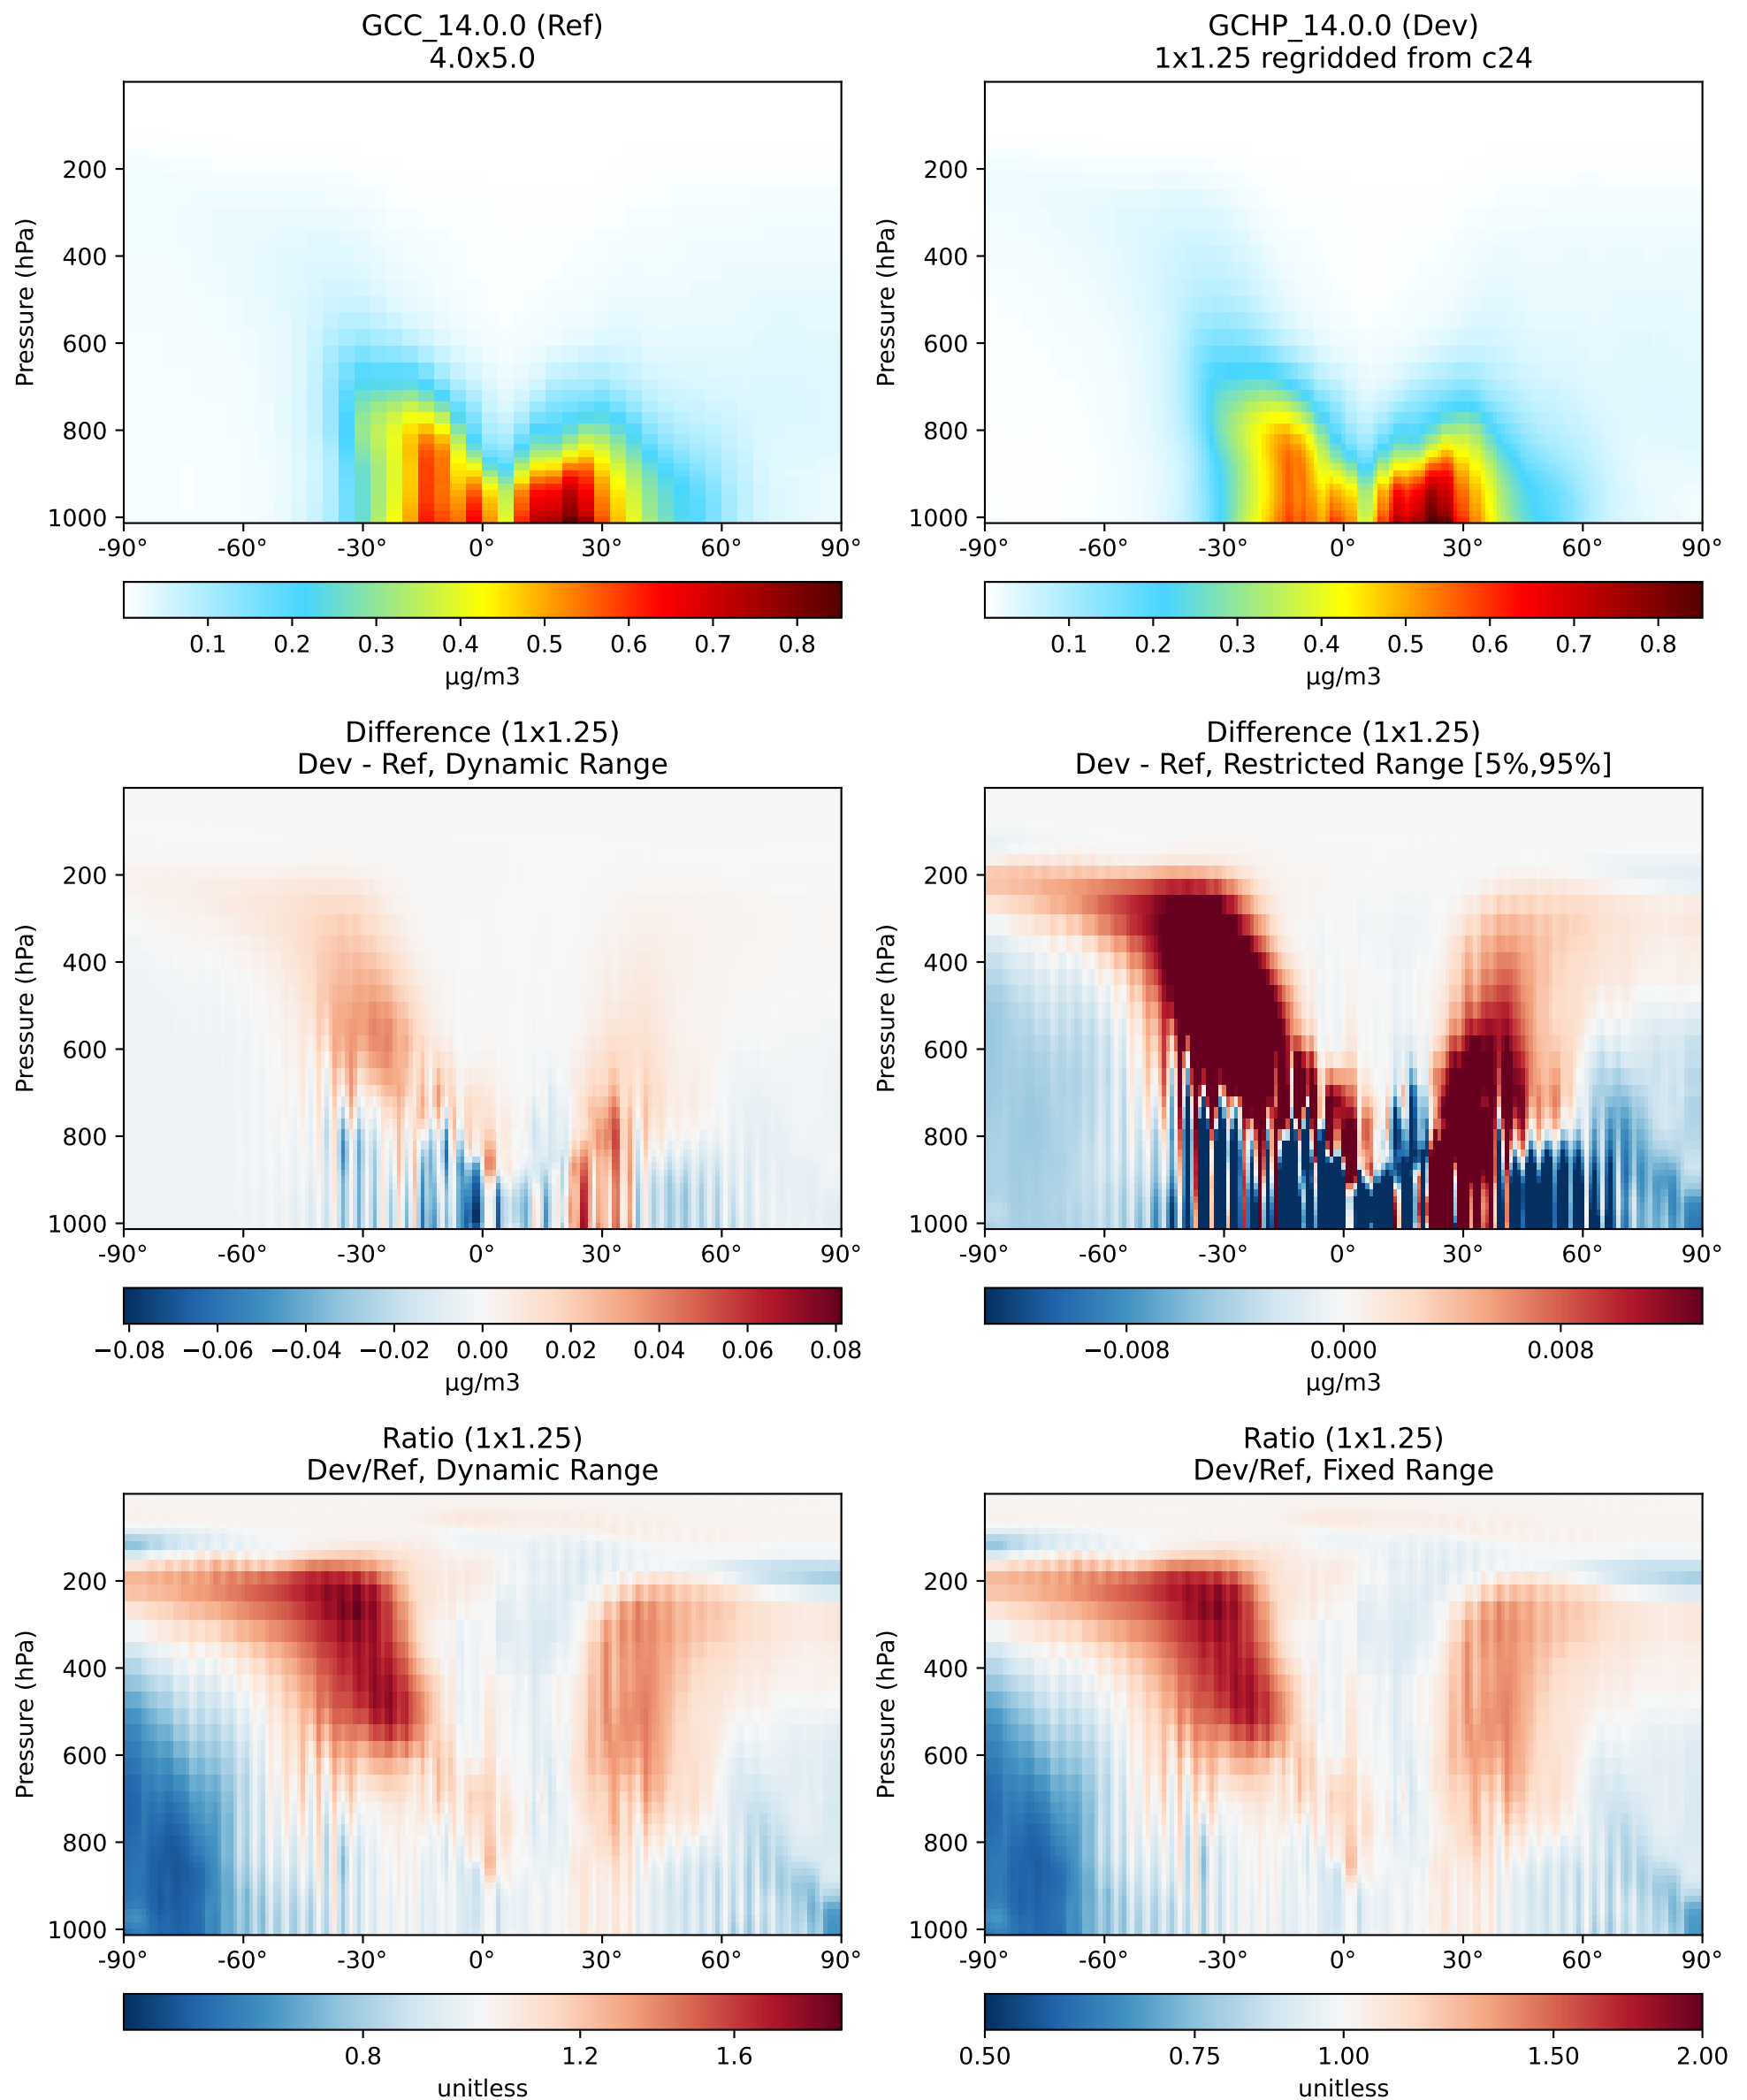 GCC_14.0.0 (Ref)
4.0x5.0
Pressure (hPa)
200
400
600
800
1000
-90° -60° -30° 0° 30° 60° 90°
0.1 0.2 0.3 0.4 0.5 0.6 0.7 0.8
µg/m3
GCHP_14.0.0 (Dev)
1x1.25 regridded from c24
Pressure (hPa)
200
400
600
800
1000
-90° -60° -30° 0° 30° 60° 90°
0.1 0.2 0.3 0.4 0.5 0.6 0.7 0.8
µg/m3
Difference (1x1.25)
Dev - Ref, Dynamic Range
Pressure (hPa)
200
400
600
800
1000
-90° -60° -30° 0° 30° 60° 90°
−0.08 −0.06 −0.04 −0.02 0.00 0.02 0.04 0.06 0.08
µg/m3
Difference (1x1.25)
Dev - Ref, Restricted Range [5%,95%]
Pressure (hPa)
200
400
600
800
1000
-90° -60° -30° 0° 30° 60° 90°
−0.008 0.000 0.008
µg/m3
Ratio (1x1.25)
Dev/Ref, Dynamic Range
Pressure (hPa)
200
400
600
800
1000
-90° -60° -30° 0° 30° 60° 90°
0.8 1.2 1.6
unitless
Ratio (1x1.25)
Dev/Ref, Fixed Range
Pressure (hPa)
200
400
600
800
1000
-90° -60° -30° 0° 30° 60° 90°
0.50 0.75 1.00 1.50 2.00
unitless